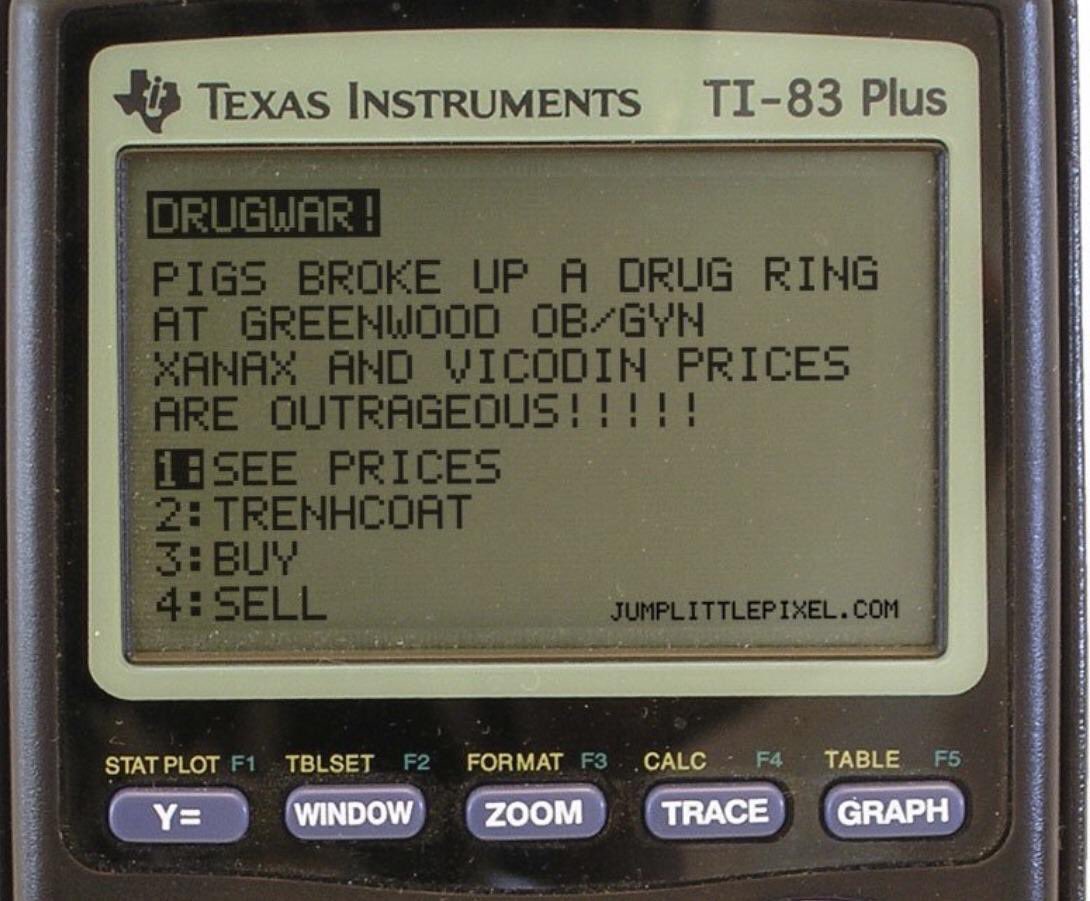 TEXAS INSTRUMENTS TI-83 Plus
DRUGWAR!
PIGS BROKE UP A DRUG RING
AT GREENWOOD OB/GYN
XANAX AND VICODIN PRICES
ARE OUTRAGEOUS!!!!!
1:SEE PRICES
2:TRENHCOAT
3:BUY
4:SELL
JUMPLITTLEPIXEL.COM
STAT PLOT F1 TBLSET F2 FORMAT F3 CALC F4 TABLE F5
Y= WINDOW ZOOM TRACE GRAPH